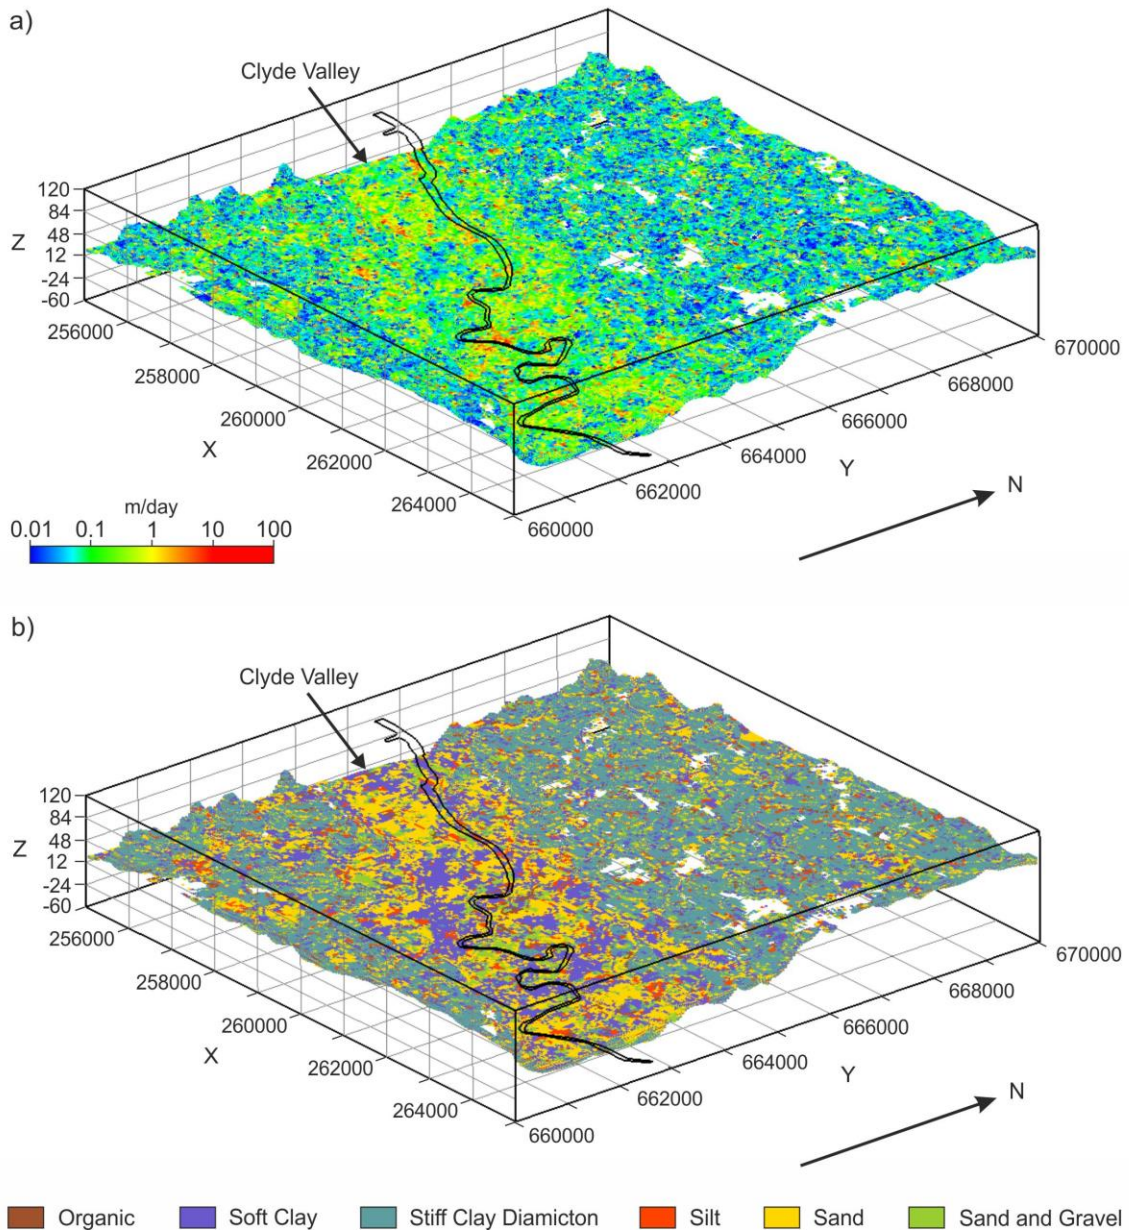 a)
Clyde Valley
120
84
48
12
-24
-60
Z
256000
258000
260000
262000
264000
X
660000
662000
664000
666000
668000
670000
Y
N
m/day
0.01 0.1 1 10 100
b)
Clyde Valley
120
84
48
12
-24
-60
Z
256000
258000
260000
262000
264000
X
660000
662000
664000
666000
668000
670000
Y
N
Organic Soft Clay Stiff Clay Diamicton Silt Sand Sand and Gravel